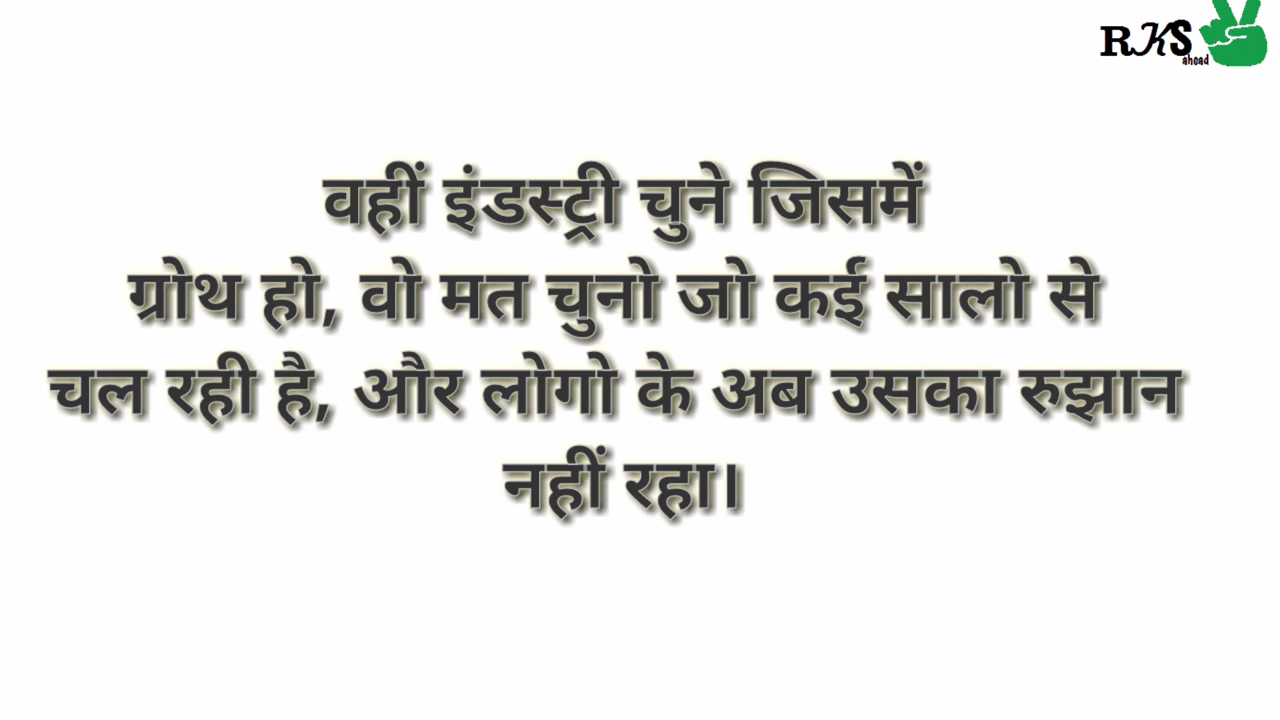 RKS
ahead
वहीं इंडस्ट्री चुने जिसमें
ग्रोथ हो, वो मत चुनो जो कई सालो से
चल रही है, और लोगो के अब उसका रुझान
नहीं रहा।